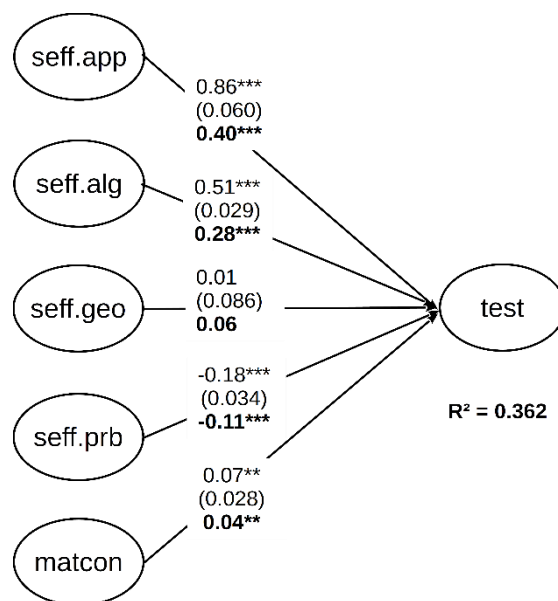 seff.app
0.86***
(0.060)
0.40***
seff.alg
0.51***
(0.029)
0.28***
seff.geo
0.01
(0.086)
0.06
test
seff.prb
-0.18***
(0.034)
-0.11***
R² = 0.362
matcon
0.07**
(0.028)
0.04**